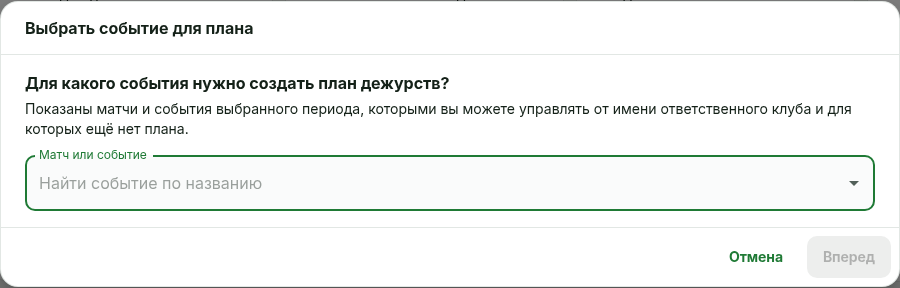 Выбрать событие для плана
Для какого события нужно создать план дежурств?
Показаны матчи и события выбранного периода, которыми вы можете управлять от имени ответственного клуба и для
которых ещё нет плана.
Матч или событие
Найти событие по названию
Отмена
Вперед